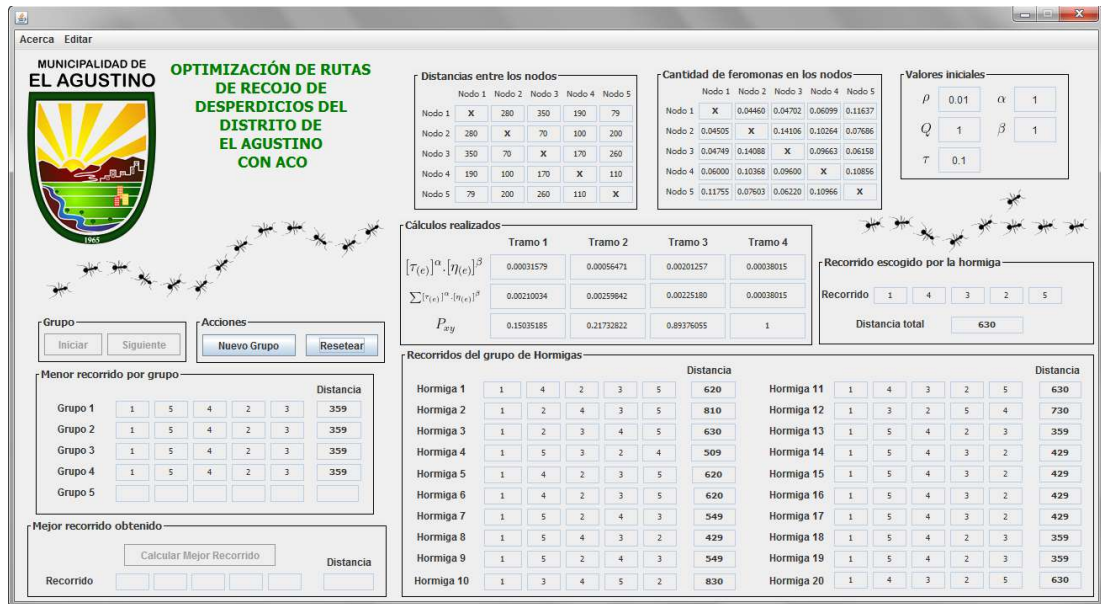 Acerca Editar
MUNICIPALIDAD DE
EL AGUSTINO
1965
OPTIMIZACIÓN DE RUTAS
DE RECOJO DE
DESPERDICIOS DEL
DISTRITO DE
EL AGUSTINO
CON ACO
Distancias entre los nodos
Nodo 1 Nodo 2 Nodo 3 Nodo 4 Nodo 5
Nodo 1 X 280 350 190 79
Nodo 2 280 X 70 100 200
Nodo 3 350 70 X 170 260
Nodo 4 190 100 170 X 110
Nodo 5 79 200 260 110 X
Cantidad de feromonas en los nodos
Nodo 1 Nodo 2 Nodo 3 Nodo 4 Nodo 5
Nodo 1 X 0.04460 0.04702 0.06099 0.11637
Nodo 2 0.04505 X 0.14106 0.10264 0.07686
Nodo 3 0.04749 0.14088 X 0.09663 0.06158
Nodo 4 0.06000 0.10368 0.09600 X 0.10856
Nodo 5 0.11755 0.07603 0.06220 0.10966 X
Valores iniciales
ρ 0.01 α 1
Q 1 β 1
τ 0.1
Cálculos realizados
Tramo 1 Tramo 2 Tramo 3 Tramo 4
[τ(e)]^α.[η(e)]^β 0.00031579 0.00056471 0.00201257 0.00038015
∑[τ(e)]^α.[η(e)]^β 0.00210034 0.00259842 0.00225180 0.00038015
Pxy 0.15035185 0.21732822 0.89376055 1
Recorrido escogido por la hormiga
Recorrido 1 4 3 2 5
Distancia total 630
Grupo
Iniciar Siguiente
Acciones
Nuevo Grupo Resetear
Menor recorrido por grupo
Distancia
Grupo 1 1 5 4 2 3 359
Grupo 2 1 5 4 2 3 359
Grupo 3 1 5 4 2 3 359
Grupo 4 1 5 4 2 3 359
Grupo 5
Mejor recorrido obtenido
Calcular Mejor Recorrido
Distancia
Recorrido
Recorridos del grupo de Hormigas
Distancia Distancia
Hormiga 1 1 4 2 3 5 620 Hormiga 11 1 4 3 2 5 630
Hormiga 2 1 2 4 3 5 810 Hormiga 12 1 3 2 5 4 730
Hormiga 3 1 2 3 4 5 630 Hormiga 13 1 5 4 2 3 359
Hormiga 4 1 5 3 2 4 509 Hormiga 14 1 5 4 3 2 429
Hormiga 5 1 4 2 3 5 620 Hormiga 15 1 5 4 3 2 429
Hormiga 6 1 4 2 3 5 620 Hormiga 16 1 5 4 3 2 429
Hormiga 7 1 5 2 4 3 549 Hormiga 17 1 5 4 3 2 429
Hormiga 8 1 5 4 3 2 429 Hormiga 18 1 5 4 2 3 359
Hormiga 9 1 5 2 4 3 549 Hormiga 19 1 5 4 2 3 359
Hormiga 10 1 3 4 5 2 830 Hormiga 20 1 4 3 2 5 630